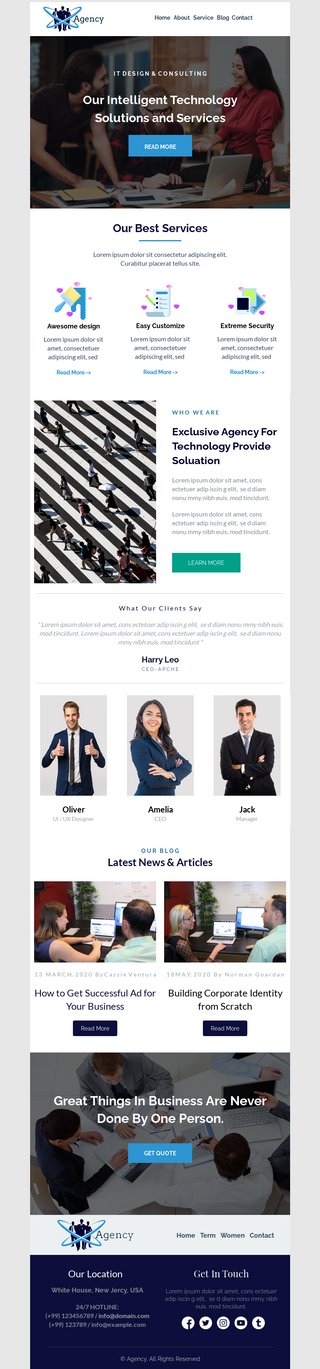 Agency
Home About Service Blog Contact
IT DESIGN & CONSULTING
Our Intelligent Technology
Solutions and Services
READ MORE
Our Best Services
Lorem ipsum dolor sit consectetur adipiscing elit.
Curabitur placerat tellus site.
Awesome design
Easy Customize
Extreme Security
Lorem ipsum dolor sit
amet, consectetuer
adipiscing elit, sed
Lorem ipsum dolor sit
amet, consectetuer
adipiscing elit, sed
Lorem ipsum dolor sit
amet, consectetuer
adipiscing elit, sed
Read More ->
Read More ->
Read More ->
WHO WE ARE
Exclusive Agency For
Technology Provide
Soluation
Lorem ipsum dolor sit amet, cons
ectetuer adip iscin g elit, se d diam
nonu mmy nibh euis. mod tincidunt.
Lorem ipsum dolor sit amet, cons
ectetuer adip iscin g elit, se d diam
nonu mmy nibh euis. mod tincidunt.
LEARN MORE
What Our Clients Say
" Lorem ipsum dolor sit amet, cons ectetuer adip iscin g elit, se d diam nonu mmy nibh euis.
mod tincidunt. Lorem ipsum dolor sit amet, cons ectetuer adip iscin g elit, se d diam nonu
mmy nibh euis. mod tincidunt "
Harry Leo
CEO-APCHE
Oliver
UI / UX Designer
Amelia
CEO
Jack
Manager
OUR BLOG
Latest News & Articles
13 MARCH, 2020 ByCassieVentura
How to Get Successful Ad for
Your Business
Read More
18MAY, 2020 By Norman Goardan
Building Corporate Identity
from Scratch
Read More
Great Things In Business Are Never
Done By One Person.
GET QUOTE
Agency
Home Term Women Contact
Our Location
White House, New Jercy, USA
24/7 HOTLINE:
(+99) 123456789 / info@domain.com
(+99) 123789 / info@example.com
Get In Touch
Lorem ipsum dolor sit amet, cons ectetuer
adip iscin g elit, se d diam nonu mmy nibh
euis. mod tincidunt.
© Agency, All Rights Reserved